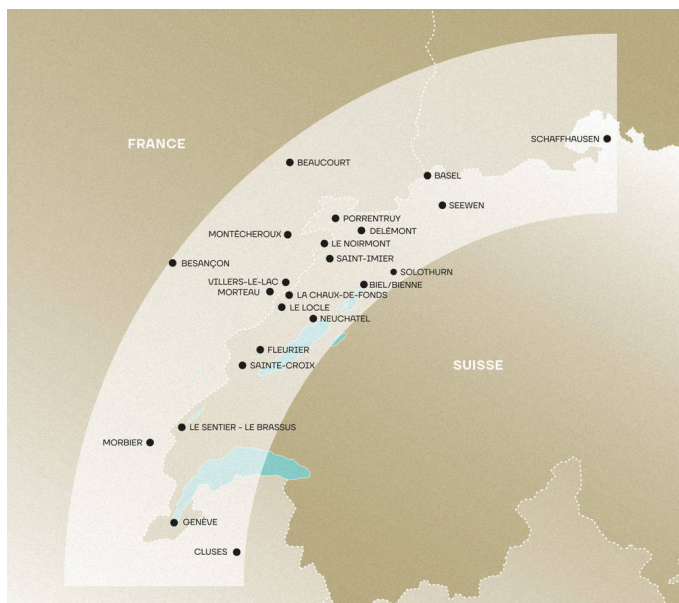 FRANCE
SCHAFFHAUSEN
BEAUCOURT
BASEL
SEEWEN
PORRENTRUY
DELÉMONT
MONTÉCHEROUX
LE NOIRMONT
SAINT-IMIER
BESANÇON
SOLOTHURN
VILLERS-LE-LAC
BIEL/BIENNE
MORTEAU
LA CHAUX-DE-FONDS
LE LOCLE
NEUCHATEL
FLEURIER
SAINTE-CROIX
SUISSE
LE SENTIER - LE BRASSUS
MORBIER
GENÈVE
CLUSES